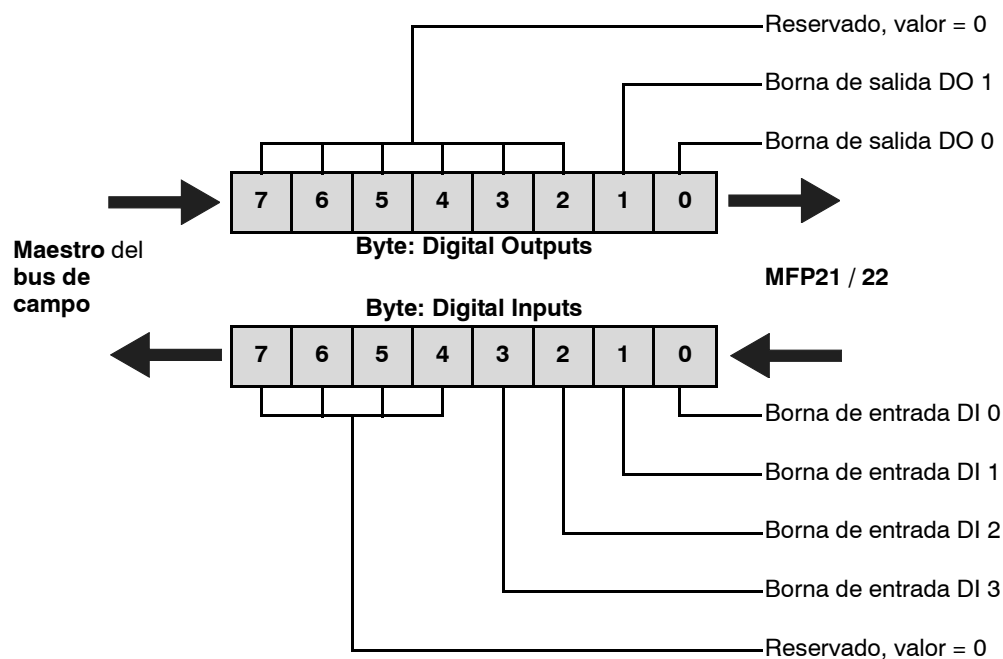 Reservado, valor = 0
Borna de salida DO 1
Borna de salida DO 0
7 6 5 4 3 2 1 0
Byte: Digital Outputs
Maestro del
bus de
campo
MFP21 / 22
Byte: Digital Inputs
7 6 5 4 3 2 1 0
Borna de entrada DI 0
Borna de entrada DI 1
Borna de entrada DI 2
Borna de entrada DI 3
Reservado, valor = 0